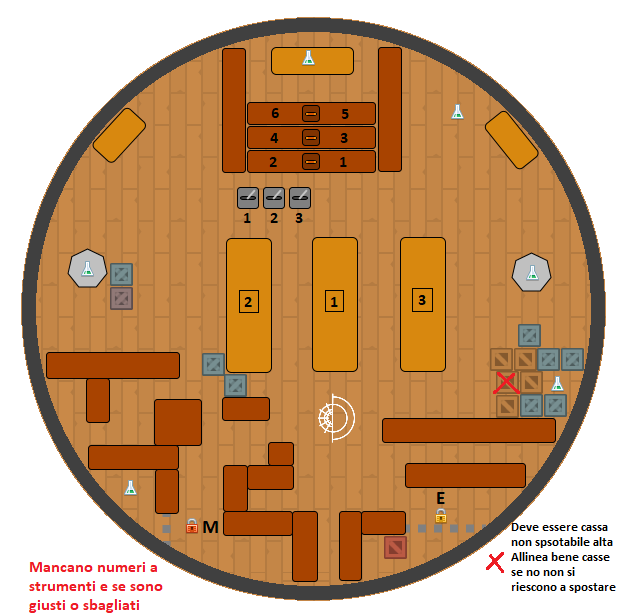 6 5
4 3
2 1
1 2 3
2 1 3
E
M
Deve essere cassa
non spsotabile alta
Allinea bene casse
se no non si
riescono a spostare
Mancano numeri a
strumenti e se sono
giusti o sbagliati